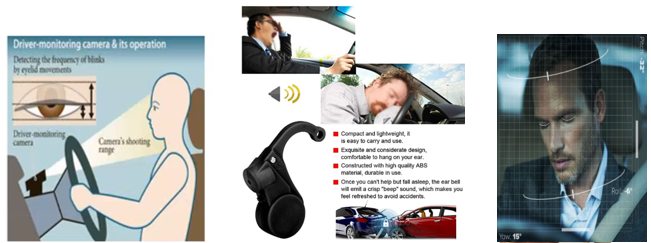 Driver-monitoring camera & its operation
Detecting the frequency of blinks
by eyelid movements
Driver-monitoring
camera
Camera's shooting
range
Compact and lightweight, it
is easy to carry and use.
Exquisite and considerate design,
comfortable to hang on your ear.
Constructed with high quality ABS
material, durable in use.
Once you can't help but fall asleep, the ear bell
will emit a crisp "beep" sound, which makes you
feel refreshed to avoid accidents.
Roll: -6°
Yaw: 15°